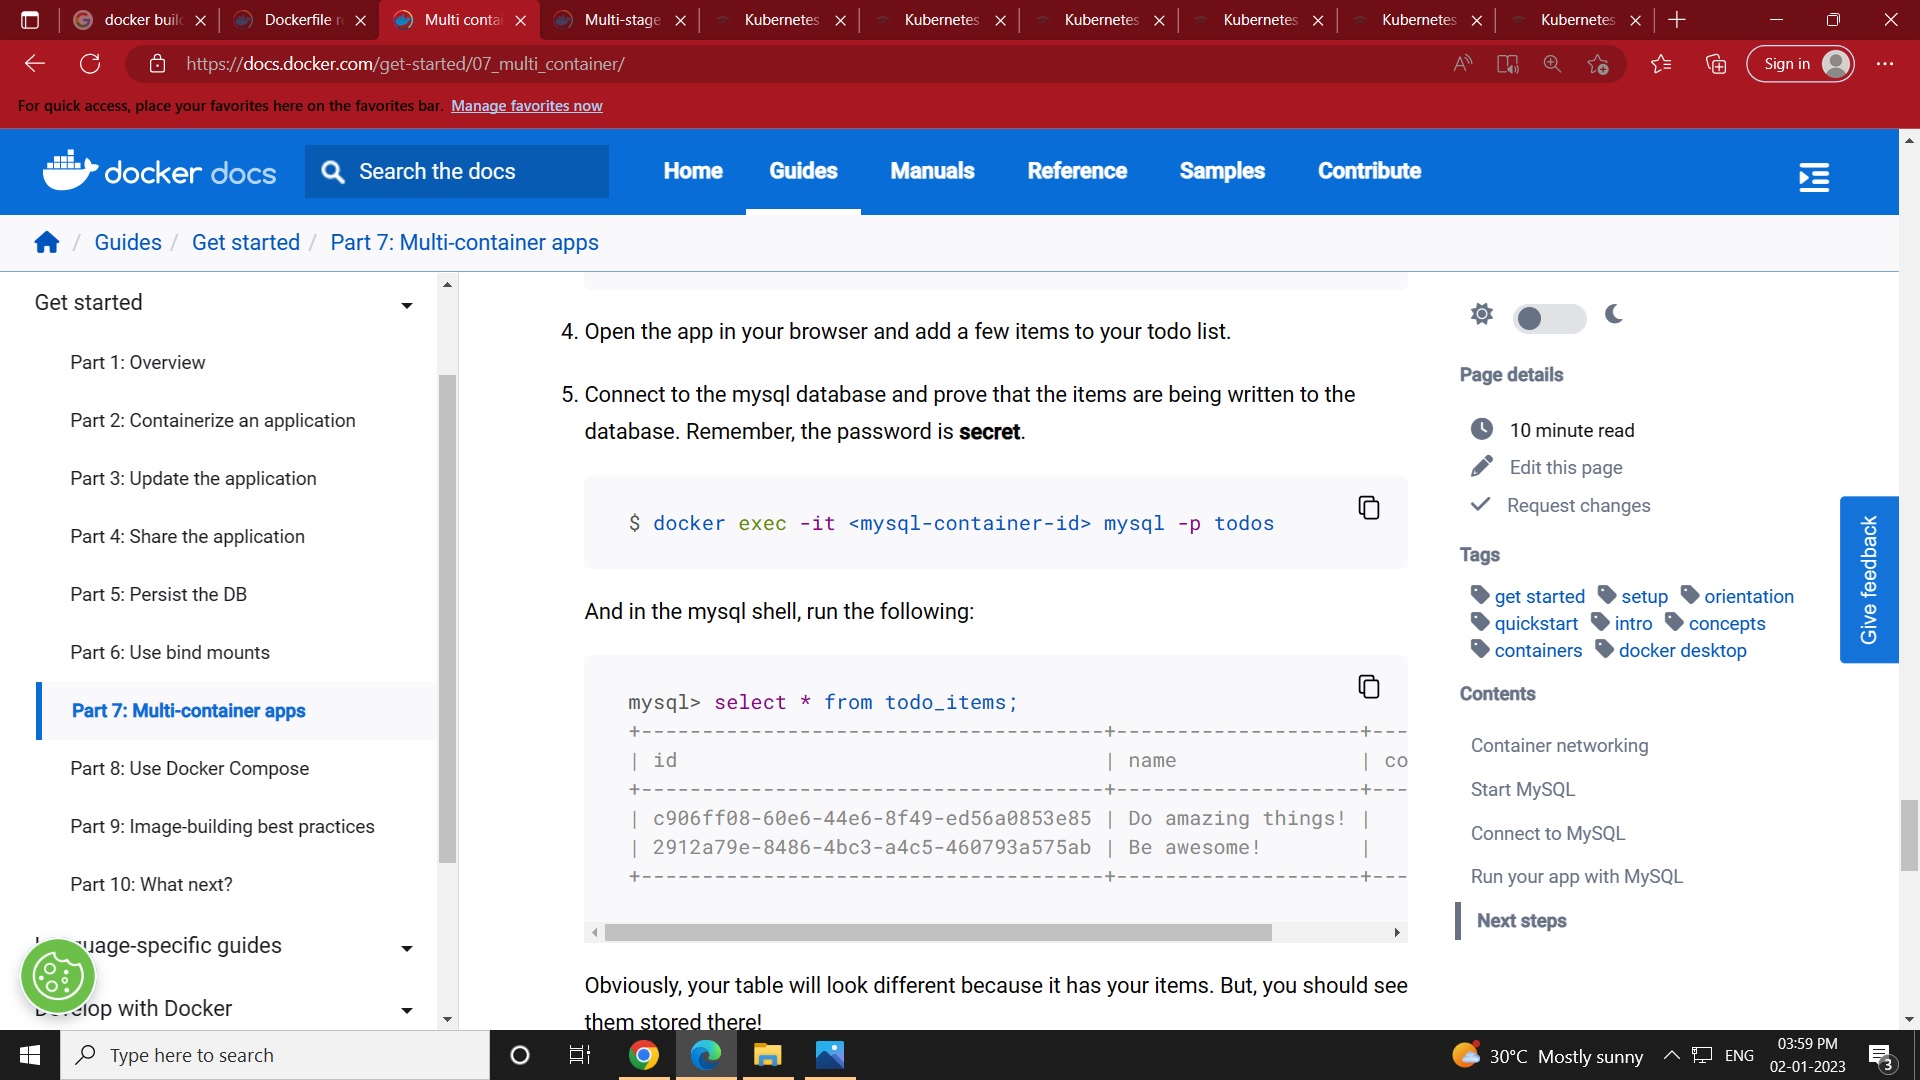 docker buil
Dockerfile r
Multi contai
Multi-stage
Kubernetes
Kubernetes
Kubernetes
Kubernetes
Kubernetes
Kubernetes
https://docs.docker.com/get-started/07_multi_container/
Sign in
For quick access, place your favorites here on the favorites bar. Manage favorites now
docker docs
Search the docs
Home
Guides
Manuals
Reference
Samples
Contribute
/ Guides / Get started / Part 7: Multi-container apps
Get started
Part 1: Overview
Part 2: Containerize an application
Part 3: Update the application
Part 4: Share the application
Part 5: Persist the DB
Part 6: Use bind mounts
Part 7: Multi-container apps
Part 8: Use Docker Compose
Part 9: Image-building best practices
Part 10: What next?
uage-specific guides
elop with Docker
4. Open the app in your browser and add a few items to your todo list.
5. Connect to the mysql database and prove that the items are being written to the
database. Remember, the password is secret.
$ docker exec -it <mysql-container-id> mysql -p todos
And in the mysql shell, run the following:
mysql> select * from todo_items;
+--------------------------------------+--------------------+---
| id                                   | name               | co
+--------------------------------------+--------------------+---
| c906ff08-60e6-44e6-8f49-ed56a0853e85 | Do amazing things! |
| 2912a79e-8486-4bc3-a4c5-460793a575ab | Be awesome!        |
+--------------------------------------+--------------------+---
Obviously, your table will look different because it has your items. But, you should see
them stored there!
Page details
10 minute read
Edit this page
Request changes
Tags
get started setup orientation
quickstart intro concepts
containers docker desktop
Contents
Container networking
Start MySQL
Connect to MySQL
Run your app with MySQL
Next steps
Give feedback
Type here to search
30°C Mostly sunny
ENG
03:59 PM
02-01-2023
3